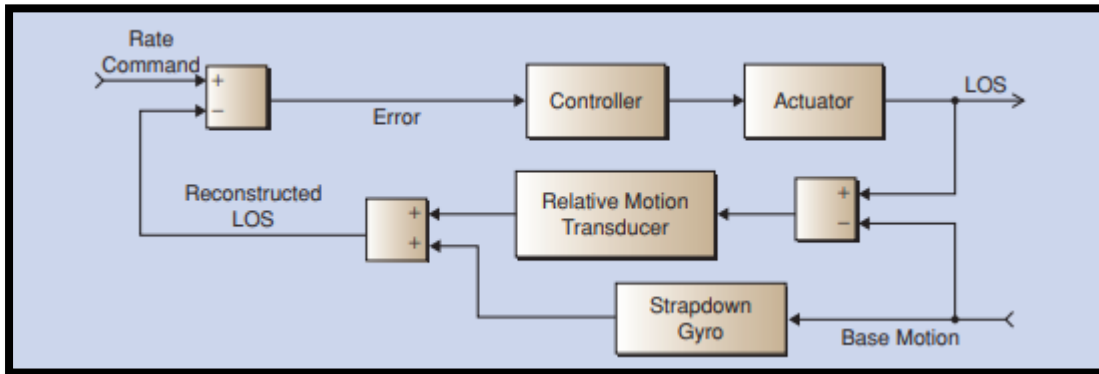 Rate
Command
+
−
Error
Controller
Actuator
LOS
Reconstructed
LOS
+
+
Relative Motion
Transducer
+
−
Strapdown
Gyro
Base Motion